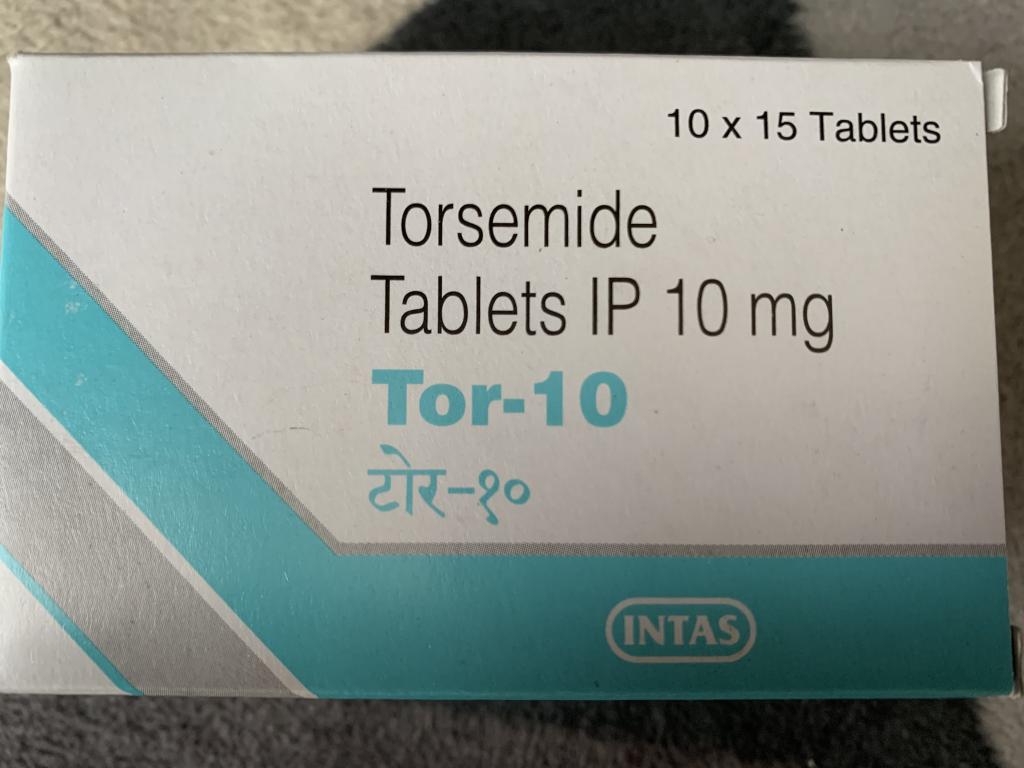 10 x 15 Tablets
Torsemide
Tablets IP 10 mg
Tor-10
टोर-१०
INTAS